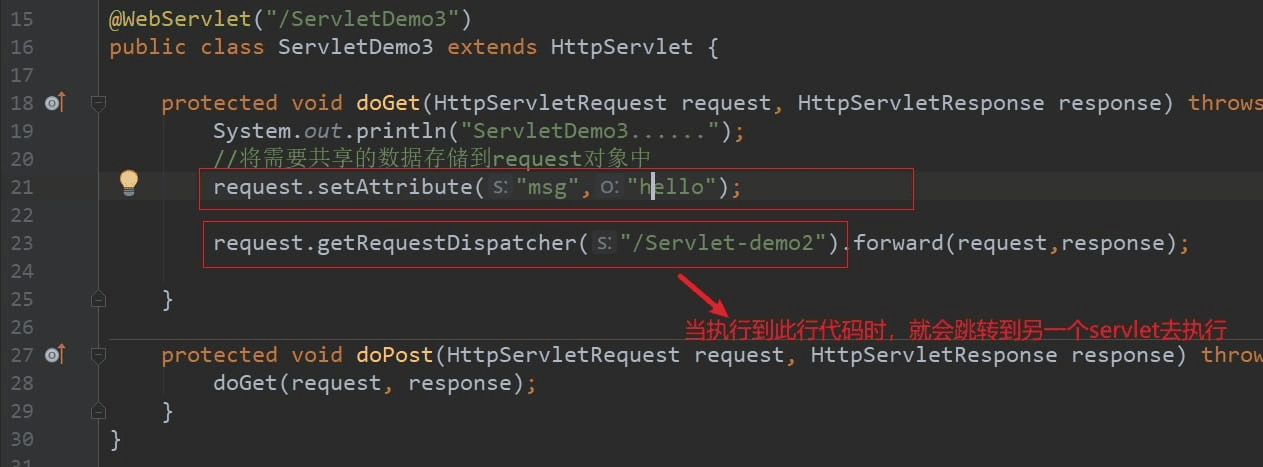 15 @WebServlet("/ServletDemo3")
16 public class ServletDemo3 extends HttpServlet {
17
18 protected void doGet(HttpServletRequest request, HttpServletResponse response) throws
19 System.out.println("ServletDemo3......");
20 //将需要共享的数据存储到request对象中
21 request.setAttribute( s: "msg", o: "hello");
22
23 request.getRequestDispatcher( s: "/Servlet-demo2").forward(request,response);
24
25 }
当执行到此行代码时，就会跳转到另一个servlet去执行
26
27 protected void doPost(HttpServletRequest request, HttpServletResponse response) throw
28 doGet(request, response);
29 }
30 }
31